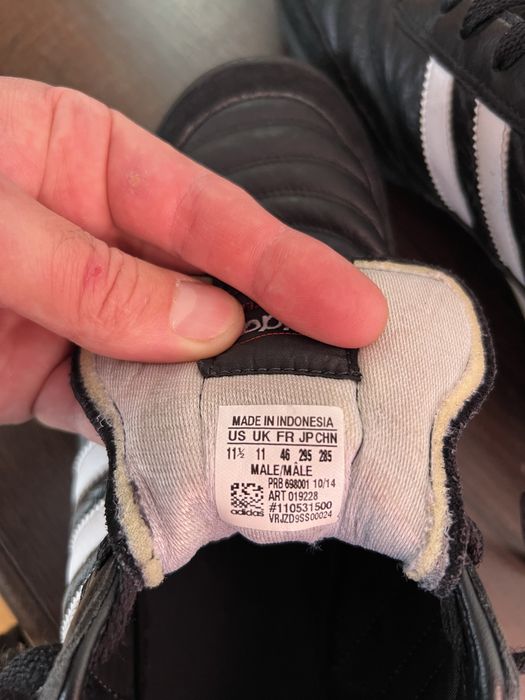 MADE IN INDONESIA
US UK FR JP CHN
11½ 11 46 295 285
MALE/MÂLE
PRB 698001 10/14
ART 019228
#110531500
adidas VRJZD9SS00024